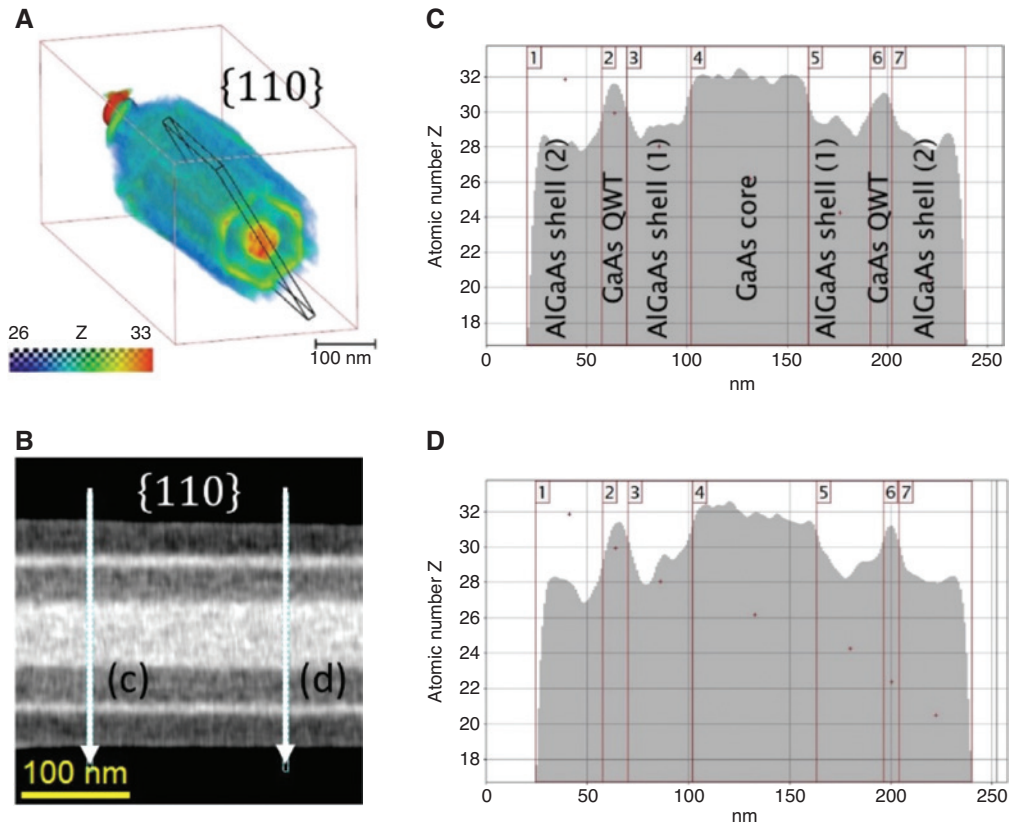 A
{110}
26 Z 33
100 nm
B
{110}
(c)
(d)
100 nm
C
1 2 3 4 5 6 7
Atomic number Z
32
30
28
26
24
22
20
18
AlGaAs shell (2)
GaAs QWT
AlGaAs shell (1)
GaAs core
AlGaAs shell (1)
GaAs QWT
AlGaAs shell (2)
0 50 100 150 200 250
nm
D
1 2 3 4 5 6 7
Atomic number Z
32
30
28
26
24
22
20
18
0 50 100 150 200 250
nm